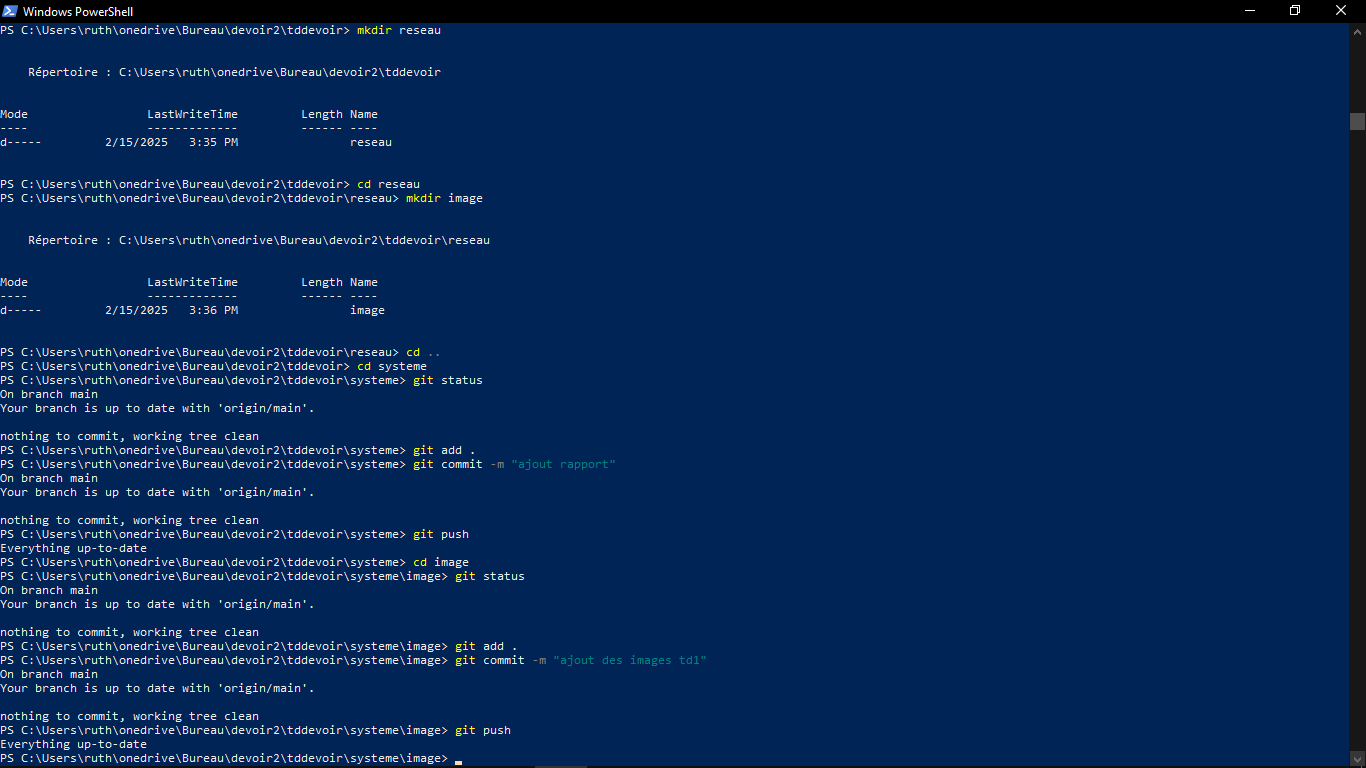 Windows PowerShell
PS C:\Users\ruth\onedrive\Bureau\devoir2\tddevoir> mkdir reseau
Répertoire : C:\Users\ruth\onedrive\Bureau\devoir2\tddevoir
Mode                 LastWriteTime         Length Name
----                 -------------         ------ ----
d-----         2/15/2025   3:35 PM                reseau
PS C:\Users\ruth\onedrive\Bureau\devoir2\tddevoir> cd reseau
PS C:\Users\ruth\onedrive\Bureau\devoir2\tddevoir\reseau> mkdir image
Répertoire : C:\Users\ruth\onedrive\Bureau\devoir2\tddevoir\reseau
Mode                 LastWriteTime         Length Name
----                 -------------         ------ ----
d-----         2/15/2025   3:36 PM                image
PS C:\Users\ruth\onedrive\Bureau\devoir2\tddevoir\reseau> cd ..
PS C:\Users\ruth\onedrive\Bureau\devoir2\tddevoir> cd systeme
PS C:\Users\ruth\onedrive\Bureau\devoir2\tddevoir\systeme> git status
On branch main
Your branch is up to date with 'origin/main'.
nothing to commit, working tree clean
PS C:\Users\ruth\onedrive\Bureau\devoir2\tddevoir\systeme> git add .
PS C:\Users\ruth\onedrive\Bureau\devoir2\tddevoir\systeme> git commit -m "ajout rapport"
On branch main
Your branch is up to date with 'origin/main'.
nothing to commit, working tree clean
PS C:\Users\ruth\onedrive\Bureau\devoir2\tddevoir\systeme> git push
Everything up-to-date
PS C:\Users\ruth\onedrive\Bureau\devoir2\tddevoir\systeme> cd image
PS C:\Users\ruth\onedrive\Bureau\devoir2\tddevoir\systeme\image> git status
On branch main
Your branch is up to date with 'origin/main'.
nothing to commit, working tree clean
PS C:\Users\ruth\onedrive\Bureau\devoir2\tddevoir\systeme\image> git add .
PS C:\Users\ruth\onedrive\Bureau\devoir2\tddevoir\systeme\image> git commit -m "ajout des images td1"
On branch main
Your branch is up to date with 'origin/main'.
nothing to commit, working tree clean
PS C:\Users\ruth\onedrive\Bureau\devoir2\tddevoir\systeme\image> git push
Everything up-to-date
PS C:\Users\ruth\onedrive\Bureau\devoir2\tddevoir\systeme\image>